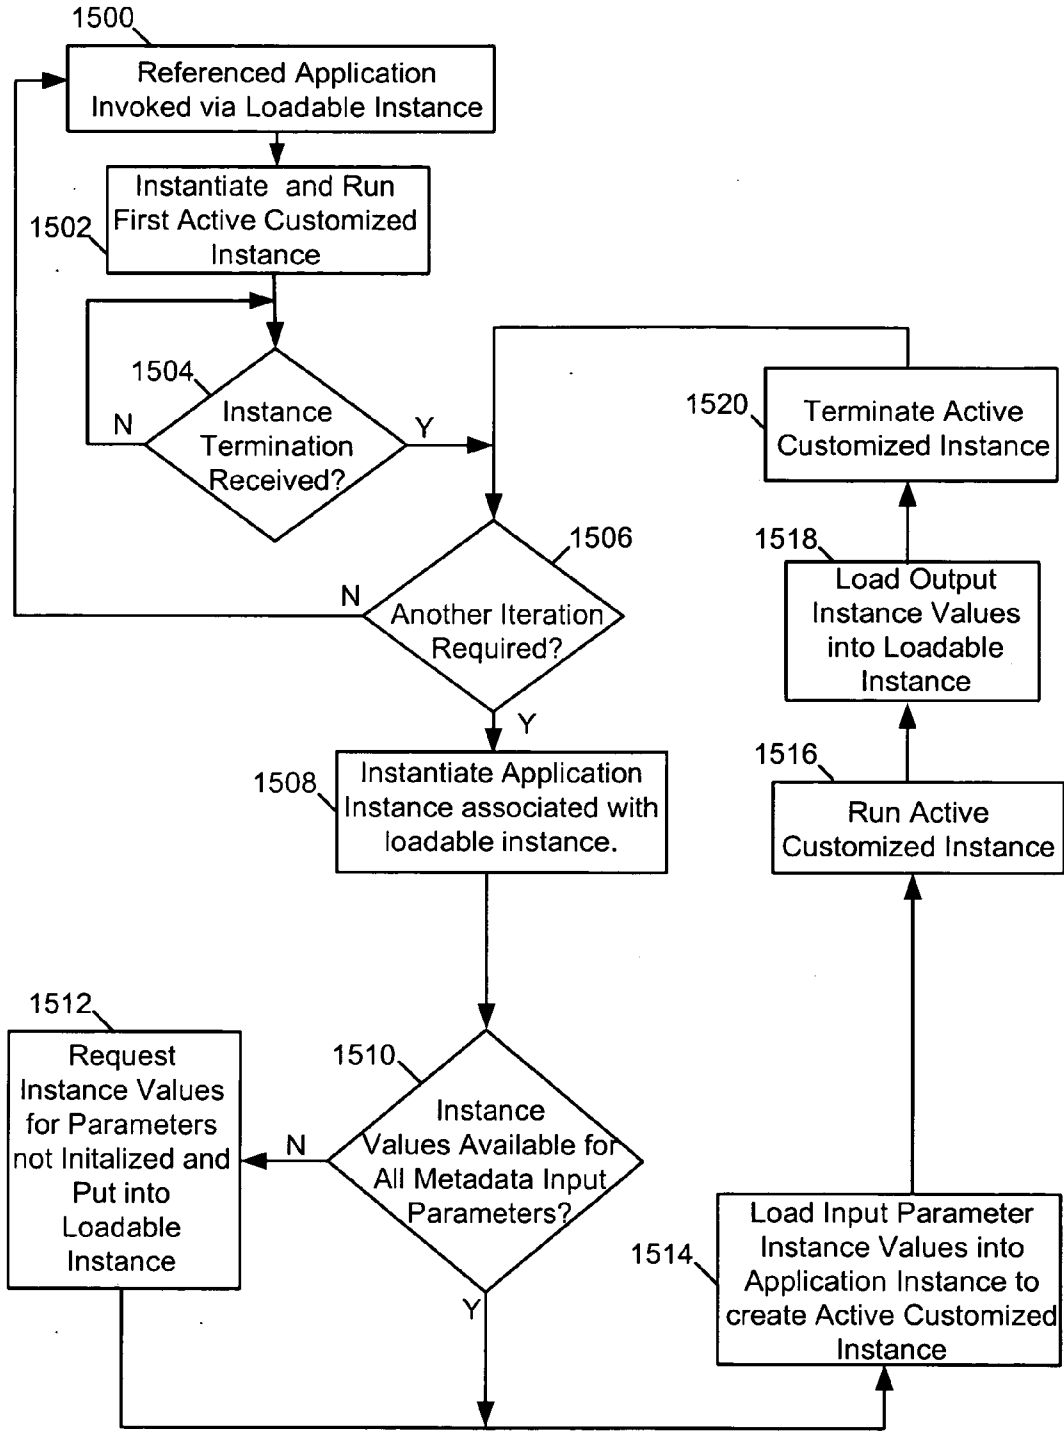 1500
Referenced Application
Invoked via Loadable Instance
1502
Instantiate and Run
First Active Customized
Instance
1504
Instance
Termination
Received?
N
Y
1506
Another Iteration
Required?
N
Y
1508
Instantiate Application
Instance associated with
loadable instance.
1510
Instance
Values Available for
All Metadata Input
Parameters?
N
Y
1512
Request
Instance Values
for Parameters
not Initalized and
Put into
Loadable
Instance
1514
Load Input Parameter
Instance Values into
Application Instance to
create Active Customized
Instance
1516
Run Active
Customized Instance
1518
Load Output
Instance Values
into Loadable
Instance
1520
Terminate Active
Customized Instance